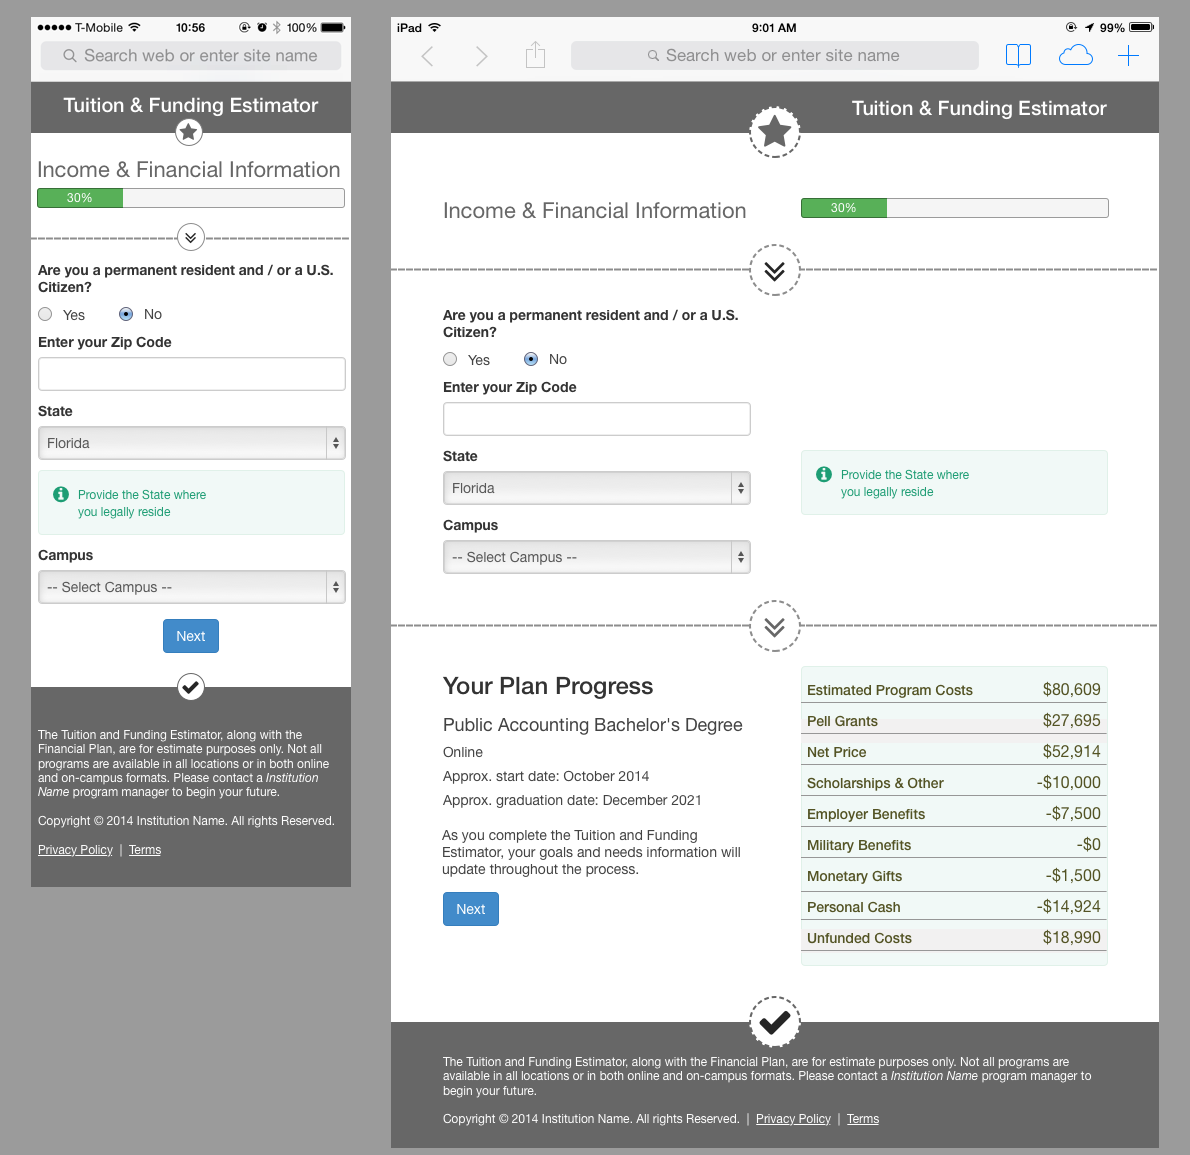 T-Mobile 10:56 100%
Search web or enter site name
Tuition & Funding Estimator
Income & Financial Information
30%
Are you a permanent resident and / or a U.S.
Citizen?
Yes No
Enter your Zip Code
State
Florida
Provide the State where
you legally reside
Campus
-- Select Campus --
Next
The Tuition and Funding Estimator, along with the
Financial Plan, are for estimate purposes only. Not all
programs are available in all locations or in both online
and on-campus formats. Please contact a Institution
Name program manager to begin your future.
Copyright © 2014 Institution Name. All rights Reserved.
Privacy Policy | Terms
iPad 9:01 AM 99%
Search web or enter site name
Tuition & Funding Estimator
Income & Financial Information
30%
Are you a permanent resident and / or a U.S.
Citizen?
Yes No
Enter your Zip Code
State
Florida
Provide the State where
you legally reside
Campus
-- Select Campus --
Your Plan Progress
Public Accounting Bachelor's Degree
Online
Approx. start date: October 2014
Approx. graduation date: December 2021
As you complete the Tuition and Funding
Estimator, your goals and needs information will
update throughout the process.
Next
Estimated Program Costs $80,609
Pell Grants $27,695
Net Price $52,914
Scholarships & Other -$10,000
Employer Benefits -$7,500
Military Benefits -$0
Monetary Gifts -$1,500
Personal Cash -$14,924
Unfunded Costs $18,990
The Tuition and Funding Estimator, along with the Financial Plan, are for estimate purposes only. Not all programs are
available in all locations or in both online and on-campus formats. Please contact a Institution Name program manager to
begin your future.
Copyright © 2014 Institution Name. All rights Reserved. | Privacy Policy | Terms